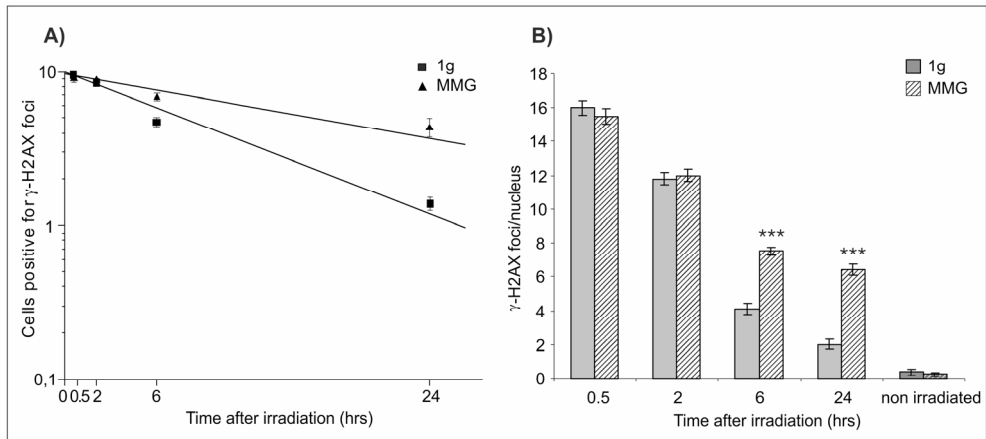 A)
1g
MMG
10
1
0,1
Cells positive for γ-H2AX foci
0 0.5 2 6 24
Time after irradiation (hrs)
B)
1g
MMG
18
16
14
12
10
8
6
4
2
0
γ-H2AX foci/nucleus
*** ***
0.5 2 6 24 non irradiated
Time after irradiation (hrs)